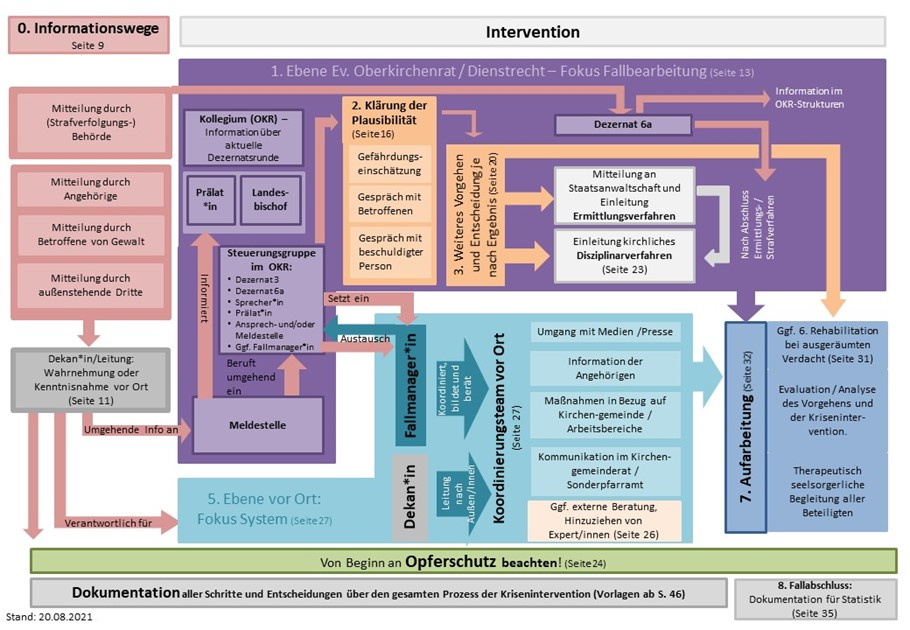 0. Informationswege
Seite 9
Intervention
1. Ebene Ev. Oberkirchenrat / Dienstrecht – Fokus Fallbearbeitung (Seite 13)
Mitteilung durch
(Strafverfolgungs-)
Behörde
Mitteilung durch
Angehörige
Mitteilung durch
Betroffene von Gewalt
Mitteilung durch
außenstehende Dritte
Dekan*in/Leitung:
Wahrnehmung oder
Kenntnisnahme vor Ort
(Seite 11)
Umgehende Info an
Verantwortlich für
Kollegium (OKR) –
Information über
aktuelle
Dezernatsrunde
Prälat
*in
Landes-
bischof
Informiert
Steuerungsgruppe
im OKR:
• Dezernat 3
• Dezernat 6a
• Sprecher*in
• Prälat*in
• Ansprech-und/oder
Meldestelle
• Ggf. Fallmanager*in
Beruft
umgehend
ein
Meldestelle
Setzt ein
Austausch
2. Klärung der
Plausibilität
(Seite 16)
Gefährdungs-
einschätzung
Gespräch mit
Betroffenen
Gespräch mit
beschuldigter
Person
3. Weiteres Vorgehen
und Entscheidung je
nach Ergebnis (Seite 20)
Dezernat 6a
Information im
OKR-Strukturen
Mitteilung an
Staatsanwaltschaft und
Einleitung
Ermittlungsverfahren
Einleitung kirchliches
Disziplinarverfahren
(Seite 23)
Nach Abschluss
Ermittlungs-/
Strafverfahren
5. Ebene vor Ort:
Fokus System (Seite 27)
Fallmanager*in
Dekan*in
Koordiniert,
bildet und
berät
Leitung
nach
Außen/Innen
Koordinierungsteam vor Ort
(Seite 27)
Umgang mit Medien /Presse
Information der
Angehörigen
Maßnahmen in Bezug auf
Kirchen-gemeinde /
Arbeitsbereiche
Kommunikation im Kirchen-
gemeinderat /
Sonderpfarramt
Ggf. externe Beratung,
Hinzuziehen von
Expert/innen (Seite 26)
7. Aufarbeitung (Seite 32)
Ggf. 6. Rehabilitation
bei ausgeräumten
Verdacht (Seite 31)
Evaluation / Analyse
des Vorgehens und
der Kriseninter-
vention.
Therapeutisch
seelsorgerliche
Begleitung aller
Beteiligten
Von Beginn an Opferschutz beachten! (Seite 24)
Dokumentation aller Schritte und Entscheidungen über den gesamten Prozess der Krisenintervention (Vorlagen ab S. 46)
8. Fallabschluss:
Dokumentation für Statistik
(Seite 35)
Stand: 20.08.2021